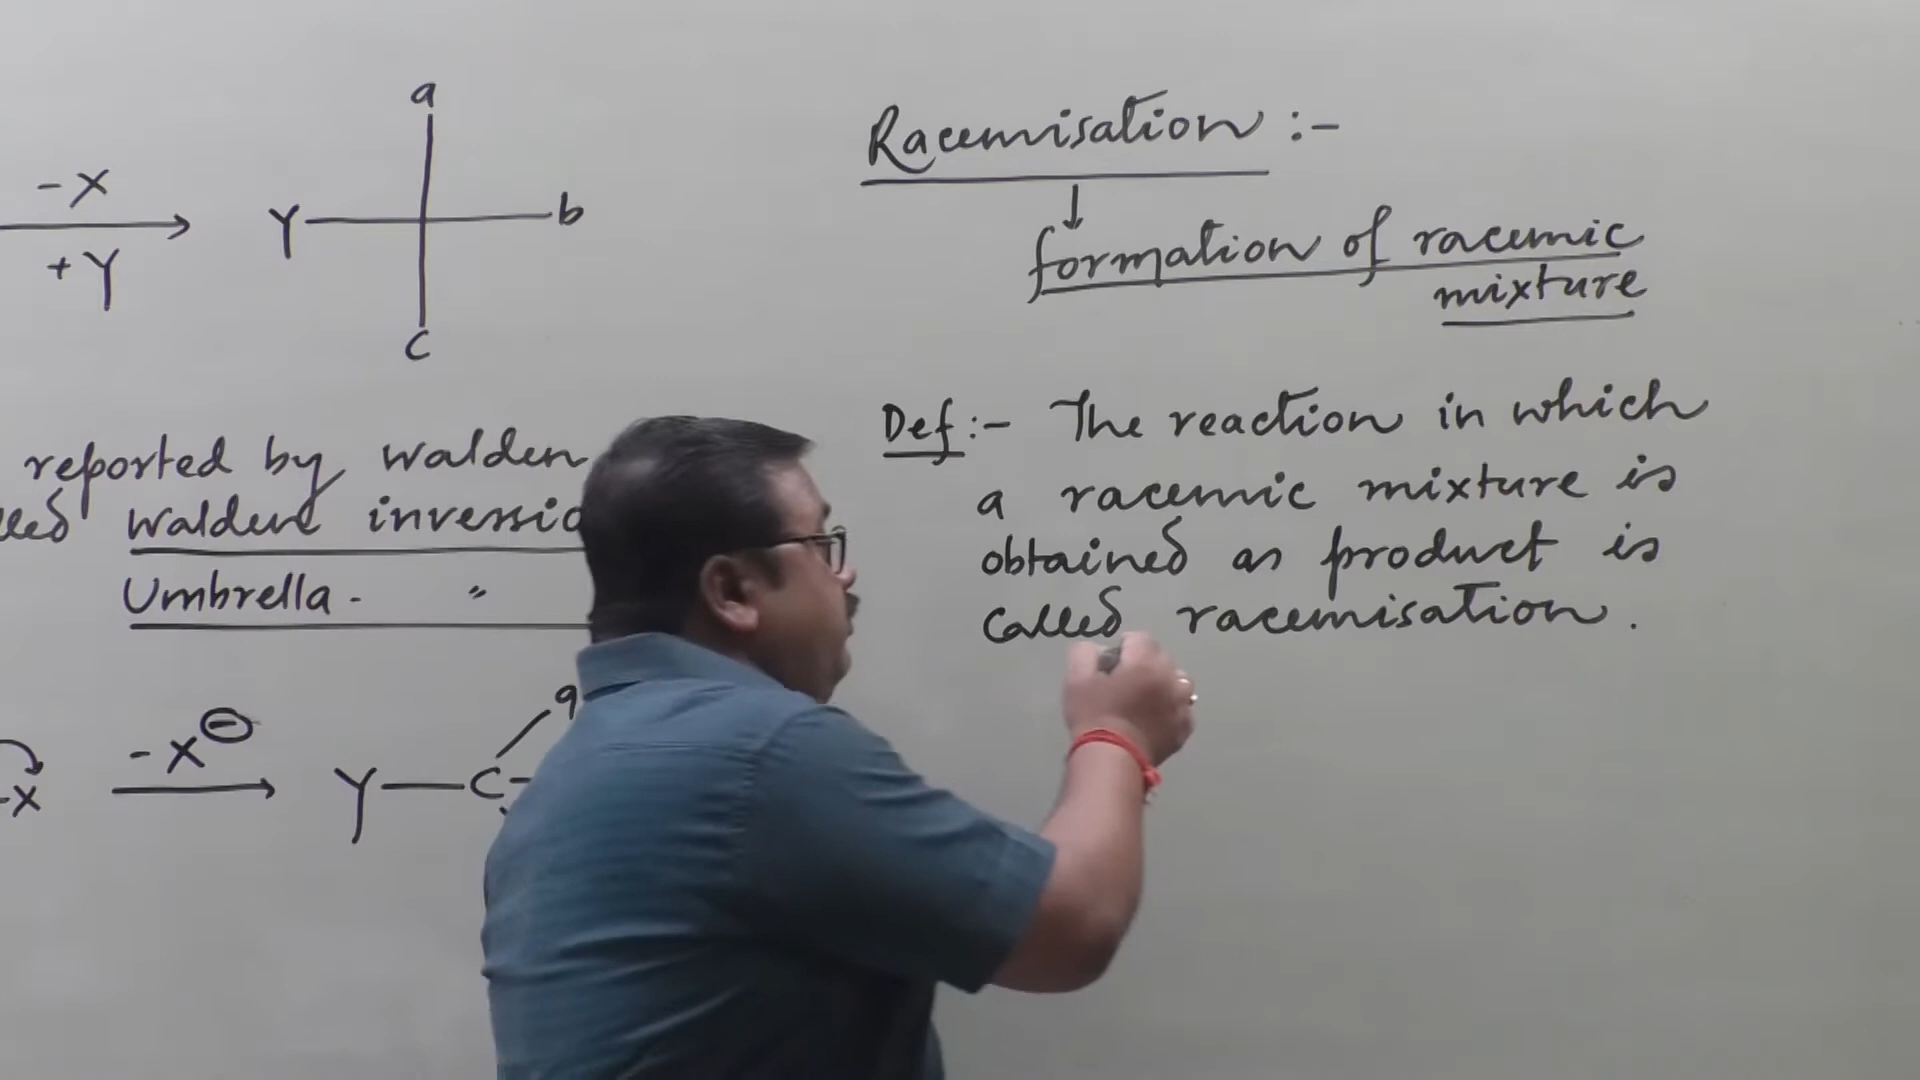 a
-X
+Y
Y b
c
reported by walden
walden inversio
Umbrella - "
a
-X⊖
-X
Y—C-
Racemisation :-
↓
formation of racemic
mixture
Def :- The reaction in which
a racemic mixture is
obtained as product is
called racemisation.